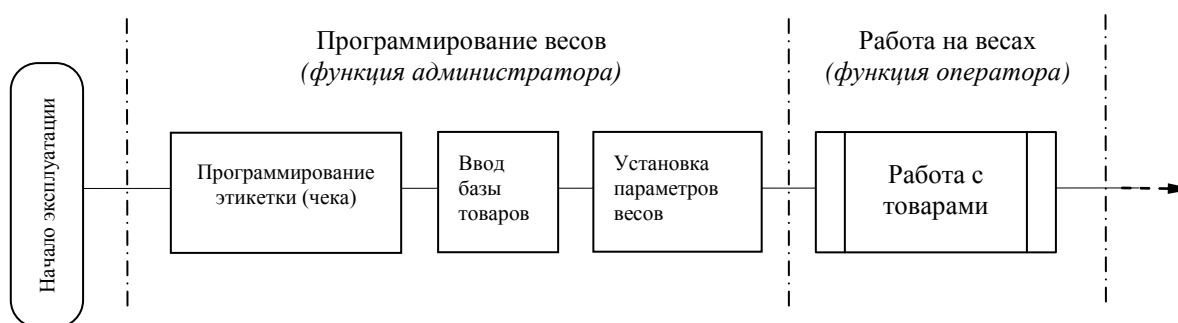 Начало эксплуатации
Программирование весов
(функция администратора)
Программирование
этикетки (чека)
Ввод
базы
товаров
Установка
параметров
весов
Работа на весах
(функция оператора)
Работа с
товарами